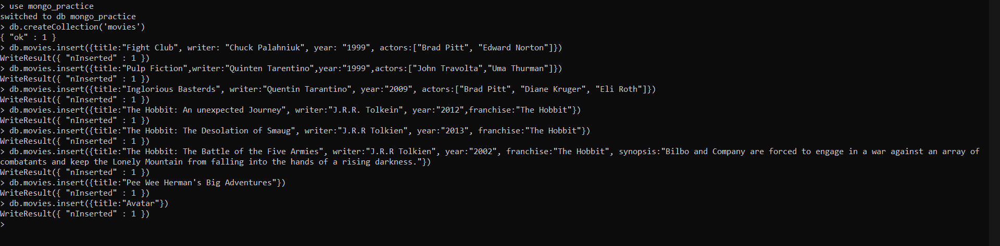 > use mongo_practice
switched to db mongo_practice
> db.createCollection('movies')
{ "ok" : 1 }
> db.movies.insert({title:"Fight Club", writer: "Chuck Palahniuk", year: "1999", actors:["Brad Pitt", "Edward Norton"]})
WriteResult({ "nInserted" : 1 })
> db.movies.insert({title:"Pulp Fiction",writer:"Quinten Tarentino",year:"1999",actors:["John Travolta","Uma Thurman"]})
WriteResult({ "nInserted" : 1 })
> db.movies.insert({title:"Inglorious Basterds", writer:"Quentin Tarantino", year:"2009", actors:["Brad Pitt", "Diane Kruger", "Eli Roth"]})
WriteResult({ "nInserted" : 1 })
> db.movies.insert({title:"The Hobbit: An unexpected Journey", writer:"J.R.R. Tolkein", year:"2012",franchise:"The Hobbit"})
WriteResult({ "nInserted" : 1 })
> db.movies.insert({title:"The Hobbit: The Desolation of Smaug", writer:"J.R.R Tolkien", year:"2013", franchise:"The Hobbit"})
WriteResult({ "nInserted" : 1 })
> db.movies.insert({title:"The Hobbit: The Battle of the Five Armies", writer:"J.R.R Tolkien", year:"2002", franchise:"The Hobbit", synopsis:"Bilbo and Company are forced to engage in a war against an array of
combatants and keep the Lonely Mountain from falling into the hands of a rising darkness."})
WriteResult({ "nInserted" : 1 })
> db.movies.insert({title:"Pee Wee Herman's Big Adventures"})
WriteResult({ "nInserted" : 1 })
> db.movies.insert({title:"Avatar"})
WriteResult({ "nInserted" : 1 })
>